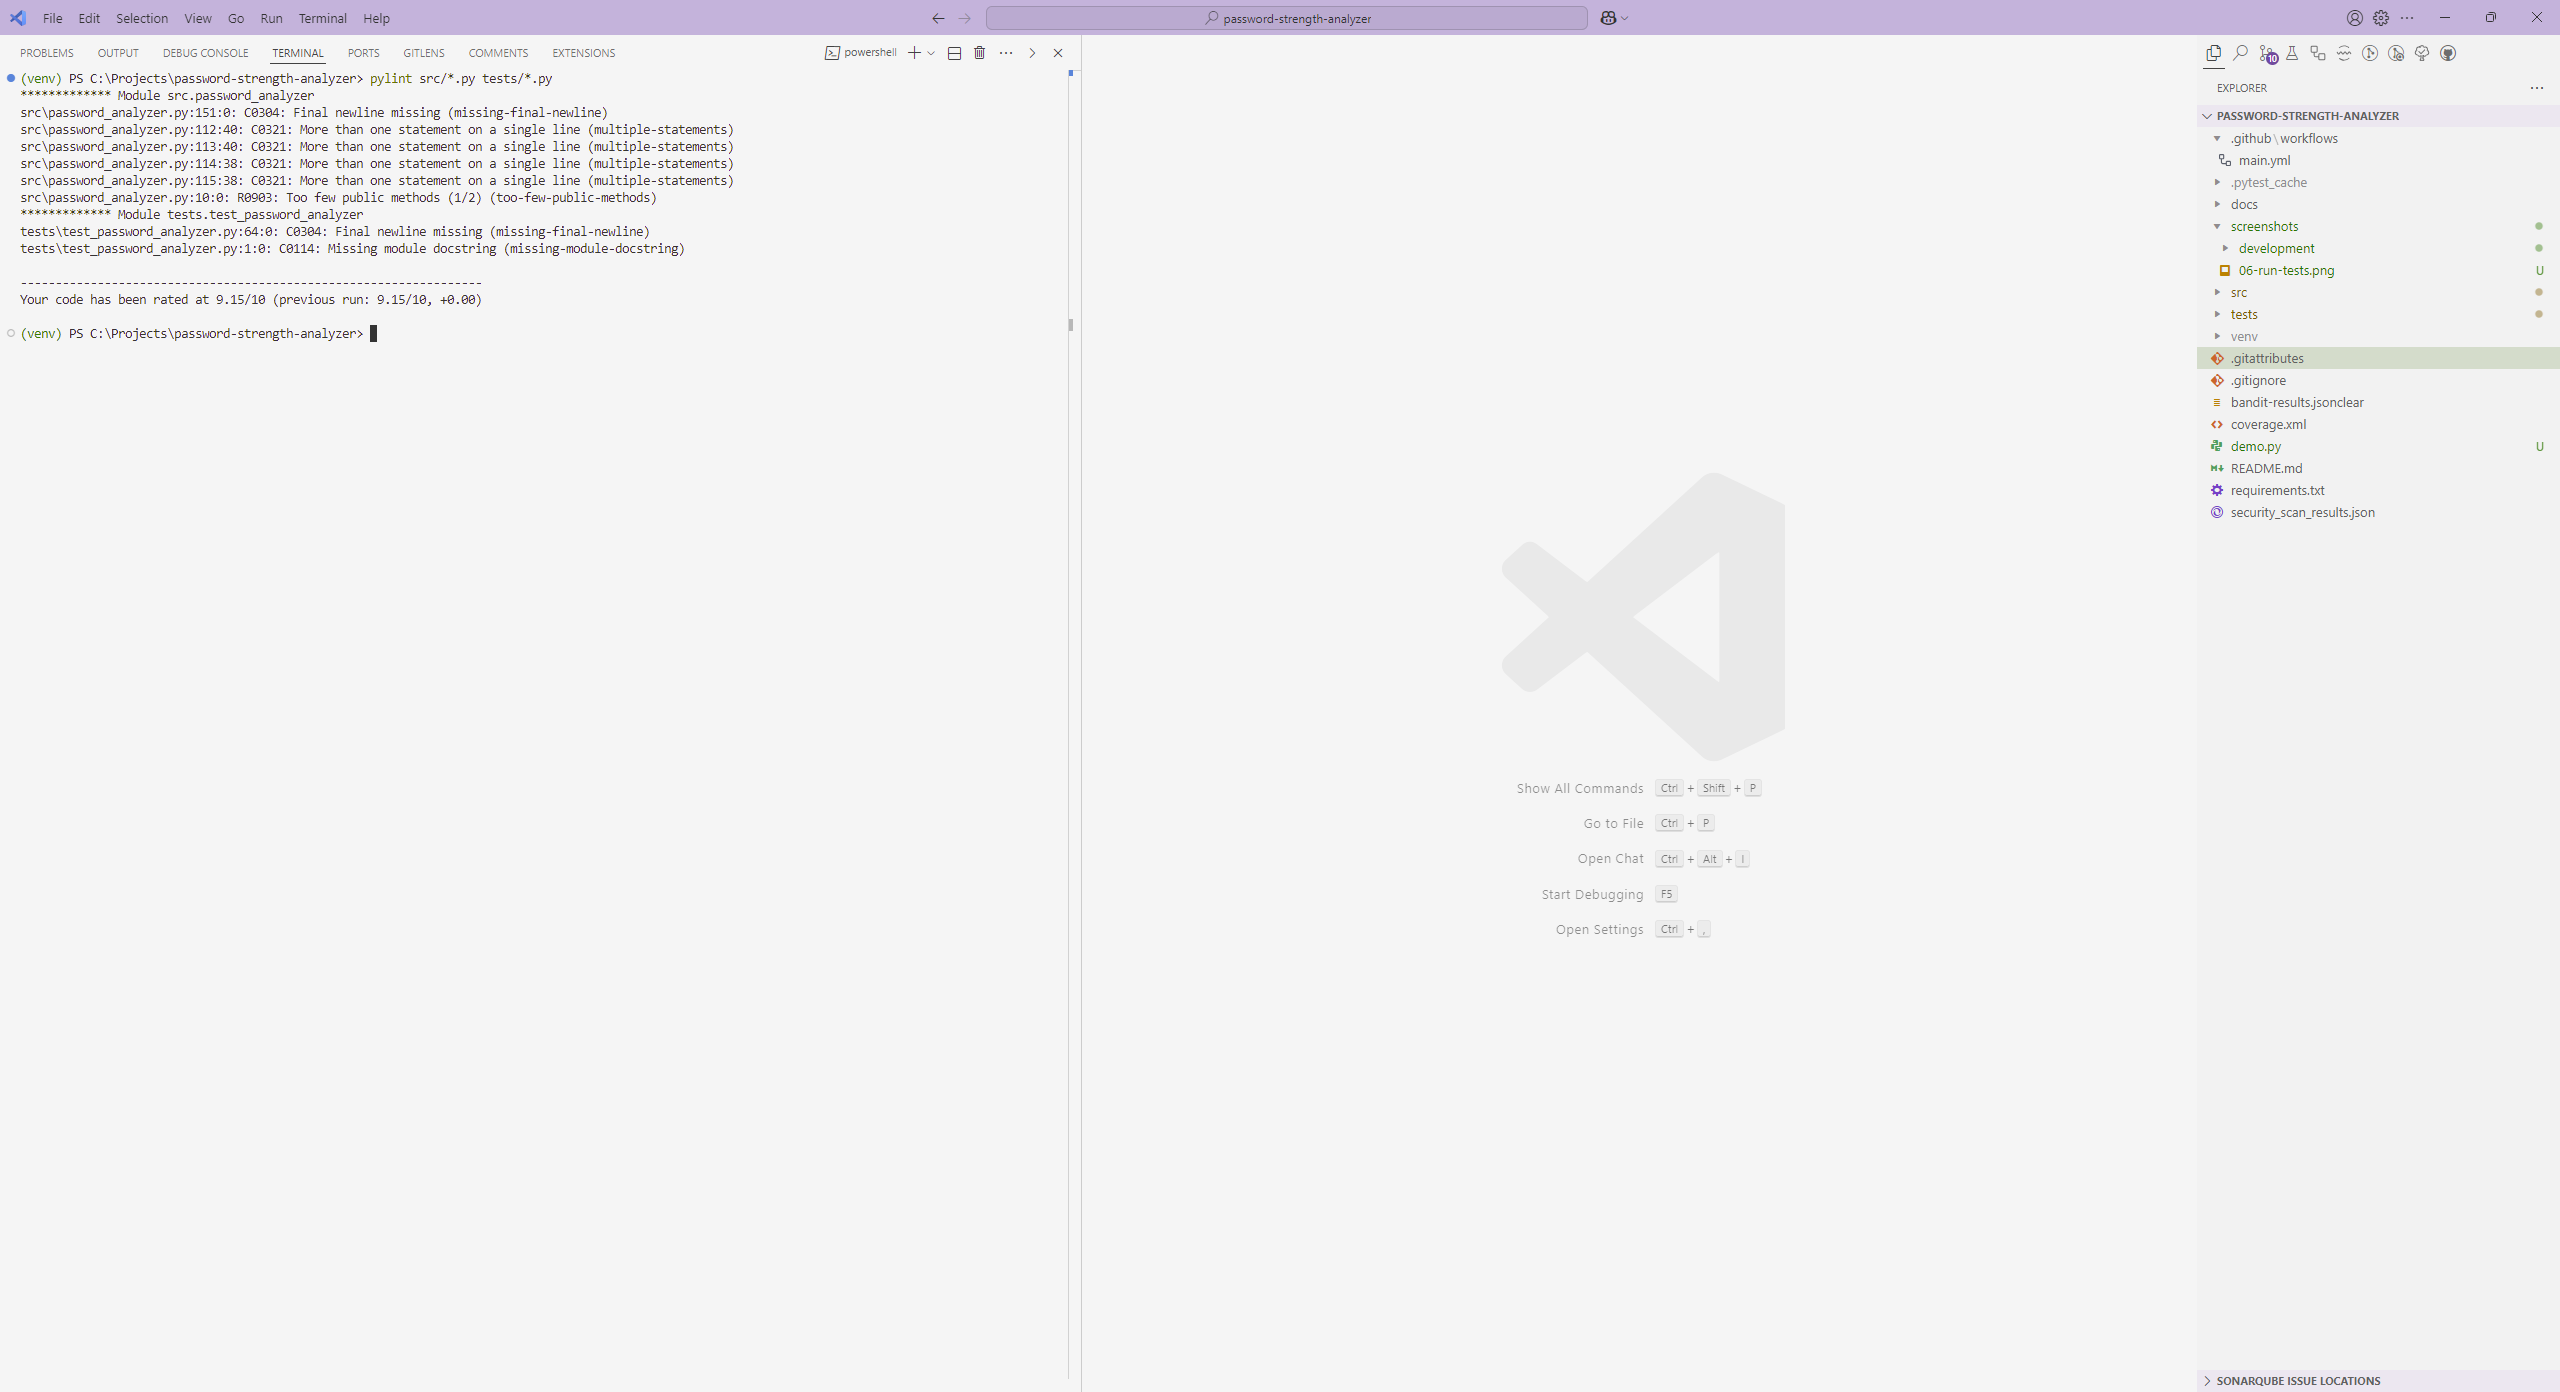 File Edit Selection View Go Run Terminal Help
password-strength-analyzer
PROBLEMS OUTPUT DEBUG CONSOLE TERMINAL PORTS GITLENS COMMENTS EXTENSIONS
powershell
(venv) PS C:\Projects\password-strength-analyzer> pylint src/*.py tests/*.py
************* Module src.password_analyzer
src\password_analyzer.py:151:0: C0304: Final newline missing (missing-final-newline)
src\password_analyzer.py:112:40: C0321: More than one statement on a single line (multiple-statements)
src\password_analyzer.py:113:40: C0321: More than one statement on a single line (multiple-statements)
src\password_analyzer.py:114:38: C0321: More than one statement on a single line (multiple-statements)
src\password_analyzer.py:115:38: C0321: More than one statement on a single line (multiple-statements)
src\password_analyzer.py:10:0: R0903: Too few public methods (1/2) (too-few-public-methods)
************* Module tests.test_password_analyzer
tests\test_password_analyzer.py:64:0: C0304: Final newline missing (missing-final-newline)
tests\test_password_analyzer.py:1:0: C0114: Missing module docstring (missing-module-docstring)
------------------------------------------------------------------
Your code has been rated at 9.15/10 (previous run: 9.15/10, +0.00)
(venv) PS C:\Projects\password-strength-analyzer>
Show All Commands Ctrl + Shift + P
Go to File Ctrl + P
Open Chat Ctrl + Alt + I
Start Debugging F5
Open Settings Ctrl + ,
10
EXPLORER
PASSWORD-STRENGTH-ANALYZER
.github\workflows
main.yml
.pytest_cache
docs
screenshots
development
06-run-tests.png U
src
tests
venv
.gitattributes
.gitignore
bandit-results.jsonclear
coverage.xml
demo.py U
README.md
requirements.txt
security_scan_results.json
SONARQUBE ISSUE LOCATIONS